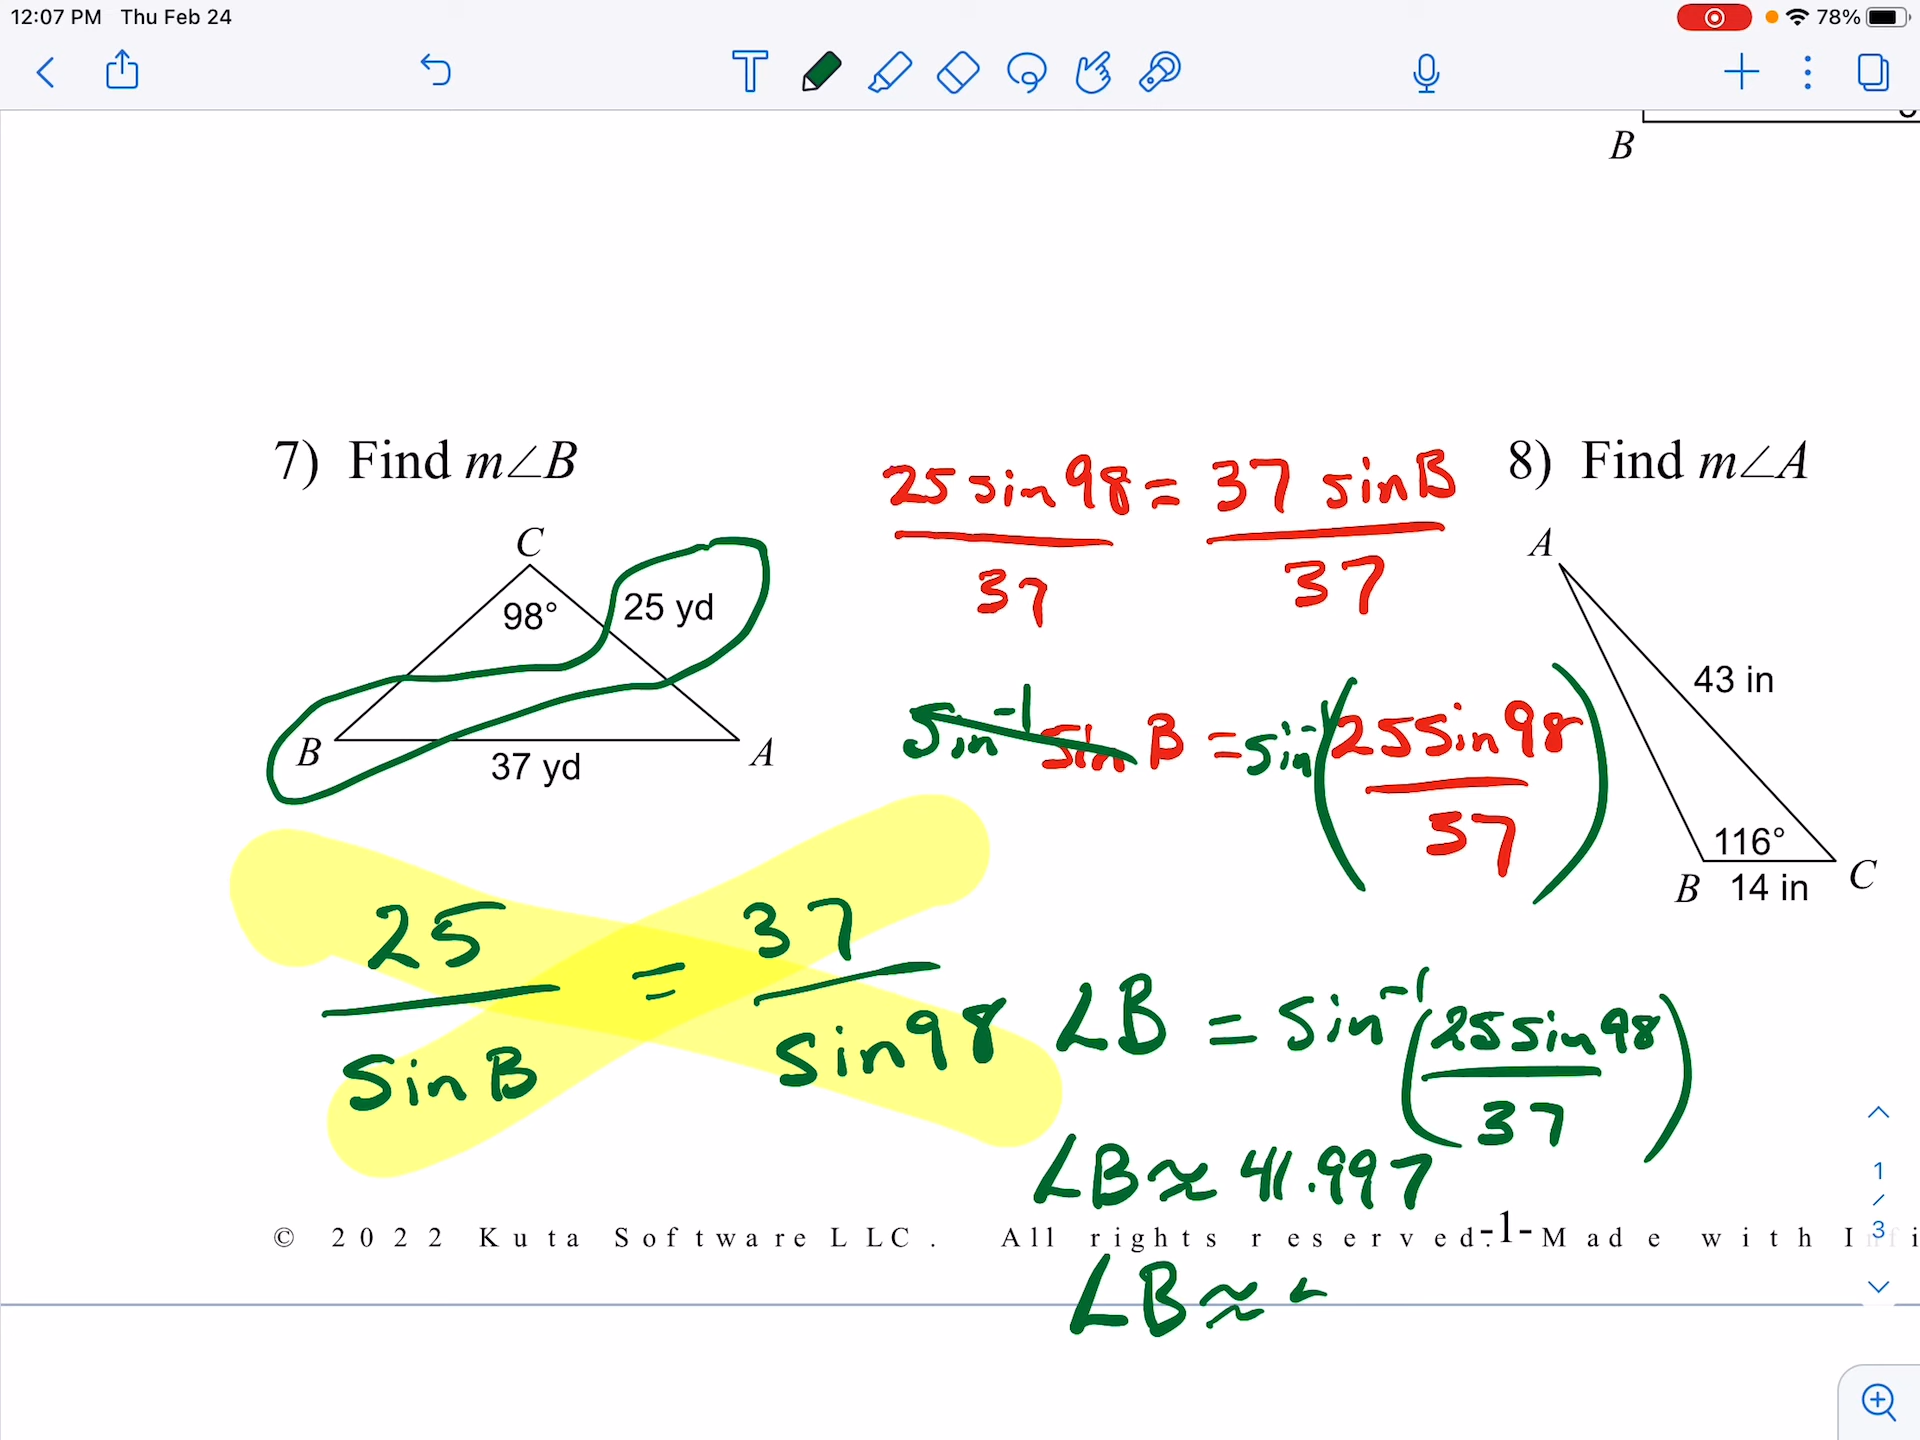 12:07 PM Thu Feb 24
78%
B
7) Find m∠B
C
98°
25 yd
B
A
37 yd
25 sin 98 = 37 sin B
37 37
sin⁻¹ sin B = sin⁻¹ (25 sin 98
37)
25 = 37
sin B sin 98
∠B = sin⁻¹ (25 sin 98
37)
∠B ≈ 41.997
∠B ≈
8) Find m∠A
A
43 in
116°
B
14 in
C
© 2022 Kuta Software LLC. All rights reserved. -1- Made with Infi
1
/
3